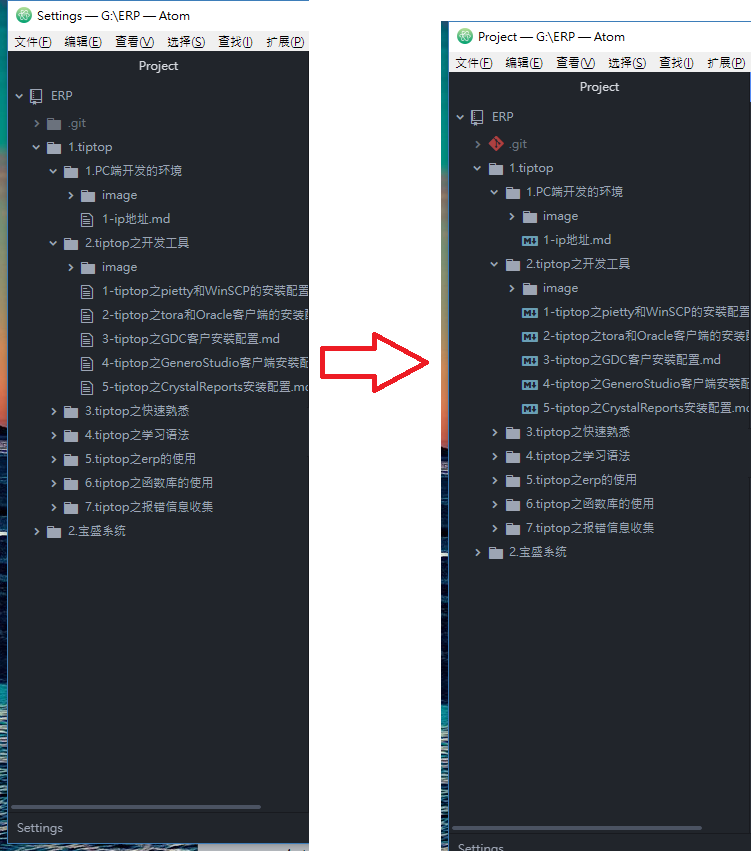 Settings — G:\ERP — Atom
文件(F) 编辑(E) 查看(V) 选择(S) 查找(I) 扩展(P)
Project
ERP
.git
1.tiptop
1.PC端开发的环境
image
1-ip地址.md
2.tiptop之开发工具
image
1-tiptop之pietty和WinSCP的安装配置
2-tiptop之tora和Oracle客户端的安装
3-tiptop之GDC客户安装配置.md
4-tiptop之GeneroStudio客户端安装配
5-tiptop之CrystalReports安装配置.md
3.tiptop之快速熟悉
4.tiptop之学习语法
5.tiptop之erp的使用
6.tiptop之函数库的使用
7.tiptop之报错信息收集
2.宝盛系统
Settings
Project — G:\ERP — Atom
文件(F) 编辑(E) 查看(V) 选择(S) 查找(I) 扩展(P)
Project
ERP
.git
1.tiptop
1.PC端开发的环境
image
1-ip地址.md
2.tiptop之开发工具
image
1-tiptop之pietty和WinSCP的安装配置
2-tiptop之tora和Oracle客户端的安装
3-tiptop之GDC客户安装配置.md
4-tiptop之GeneroStudio客户端安装配
5-tiptop之CrystalReports安装配置.md
3.tiptop之快速熟悉
4.tiptop之学习语法
5.tiptop之erp的使用
6.tiptop之函数库的使用
7.tiptop之报错信息收集
2.宝盛系统
Settings